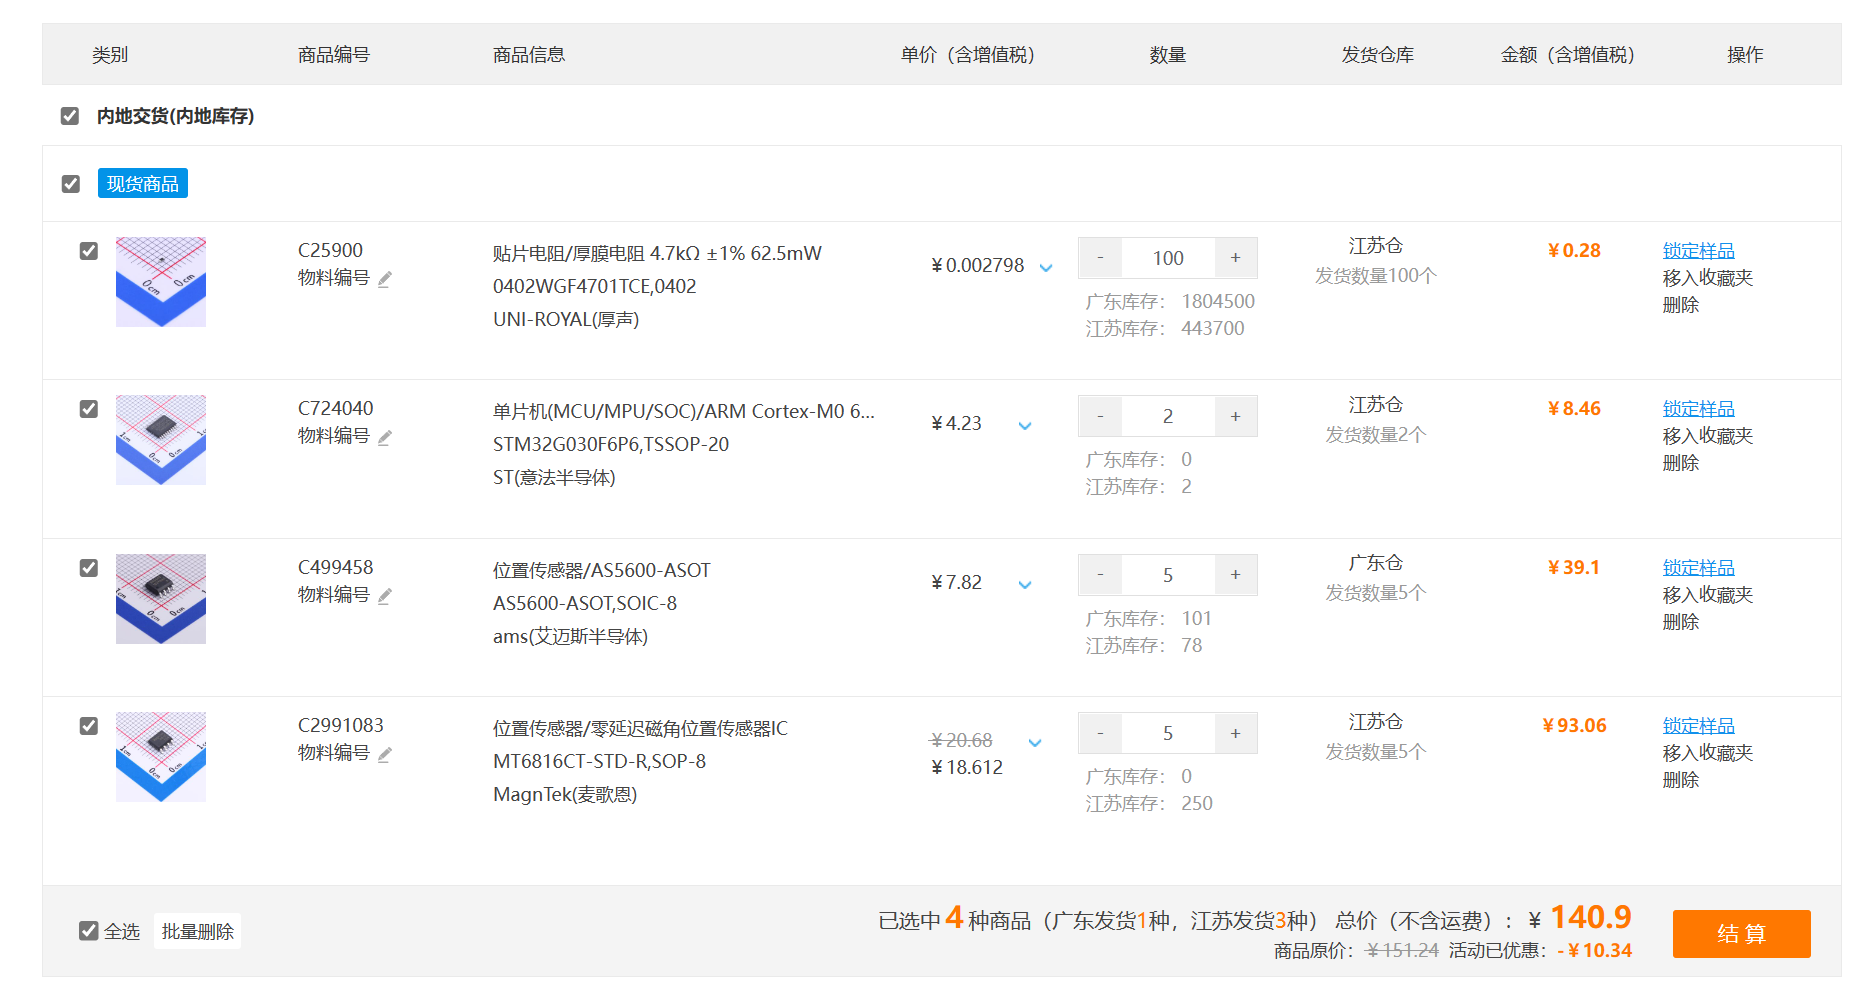 类别 商品编号 商品信息 单价（含增值税） 数量 发货仓库 金额（含增值税） 操作
内地交货(内地库存)
现货商品
C25900
物料编号
贴片电阻/厚膜电阻 4.7kΩ ±1% 62.5mW
0402WGF4701TCE,0402
UNI-ROYAL(厚声)
¥0.002798
- 100 +
广东库存： 1804500
江苏库存： 443700
江苏仓
发货数量100个
¥0.28
锁定样品
移入收藏夹
删除
C724040
物料编号
单片机(MCU/MPU/SOC)/ARM Cortex-M0 6...
STM32G030F6P6,TSSOP-20
ST(意法半导体)
¥4.23
- 2 +
广东库存： 0
江苏库存： 2
江苏仓
发货数量2个
¥8.46
锁定样品
移入收藏夹
删除
C499458
物料编号
位置传感器/AS5600-ASOT
AS5600-ASOT,SOIC-8
ams(艾迈斯半导体)
¥7.82
- 5 +
广东库存： 101
江苏库存： 78
广东仓
发货数量5个
¥39.1
锁定样品
移入收藏夹
删除
C2991083
物料编号
位置传感器/零延迟磁角位置传感器IC
MT6816CT-STD-R,SOP-8
MagnTek(麦歌恩)
¥20.68
¥18.612
- 5 +
广东库存： 0
江苏库存： 250
江苏仓
发货数量5个
¥93.06
锁定样品
移入收藏夹
删除
全选 批量删除
已选中 4 种商品（广东发货1种，江苏发货3种） 总价（不含运费）： ¥ 140.9
商品原价： ¥151.24 活动已优惠： -¥10.34
结 算